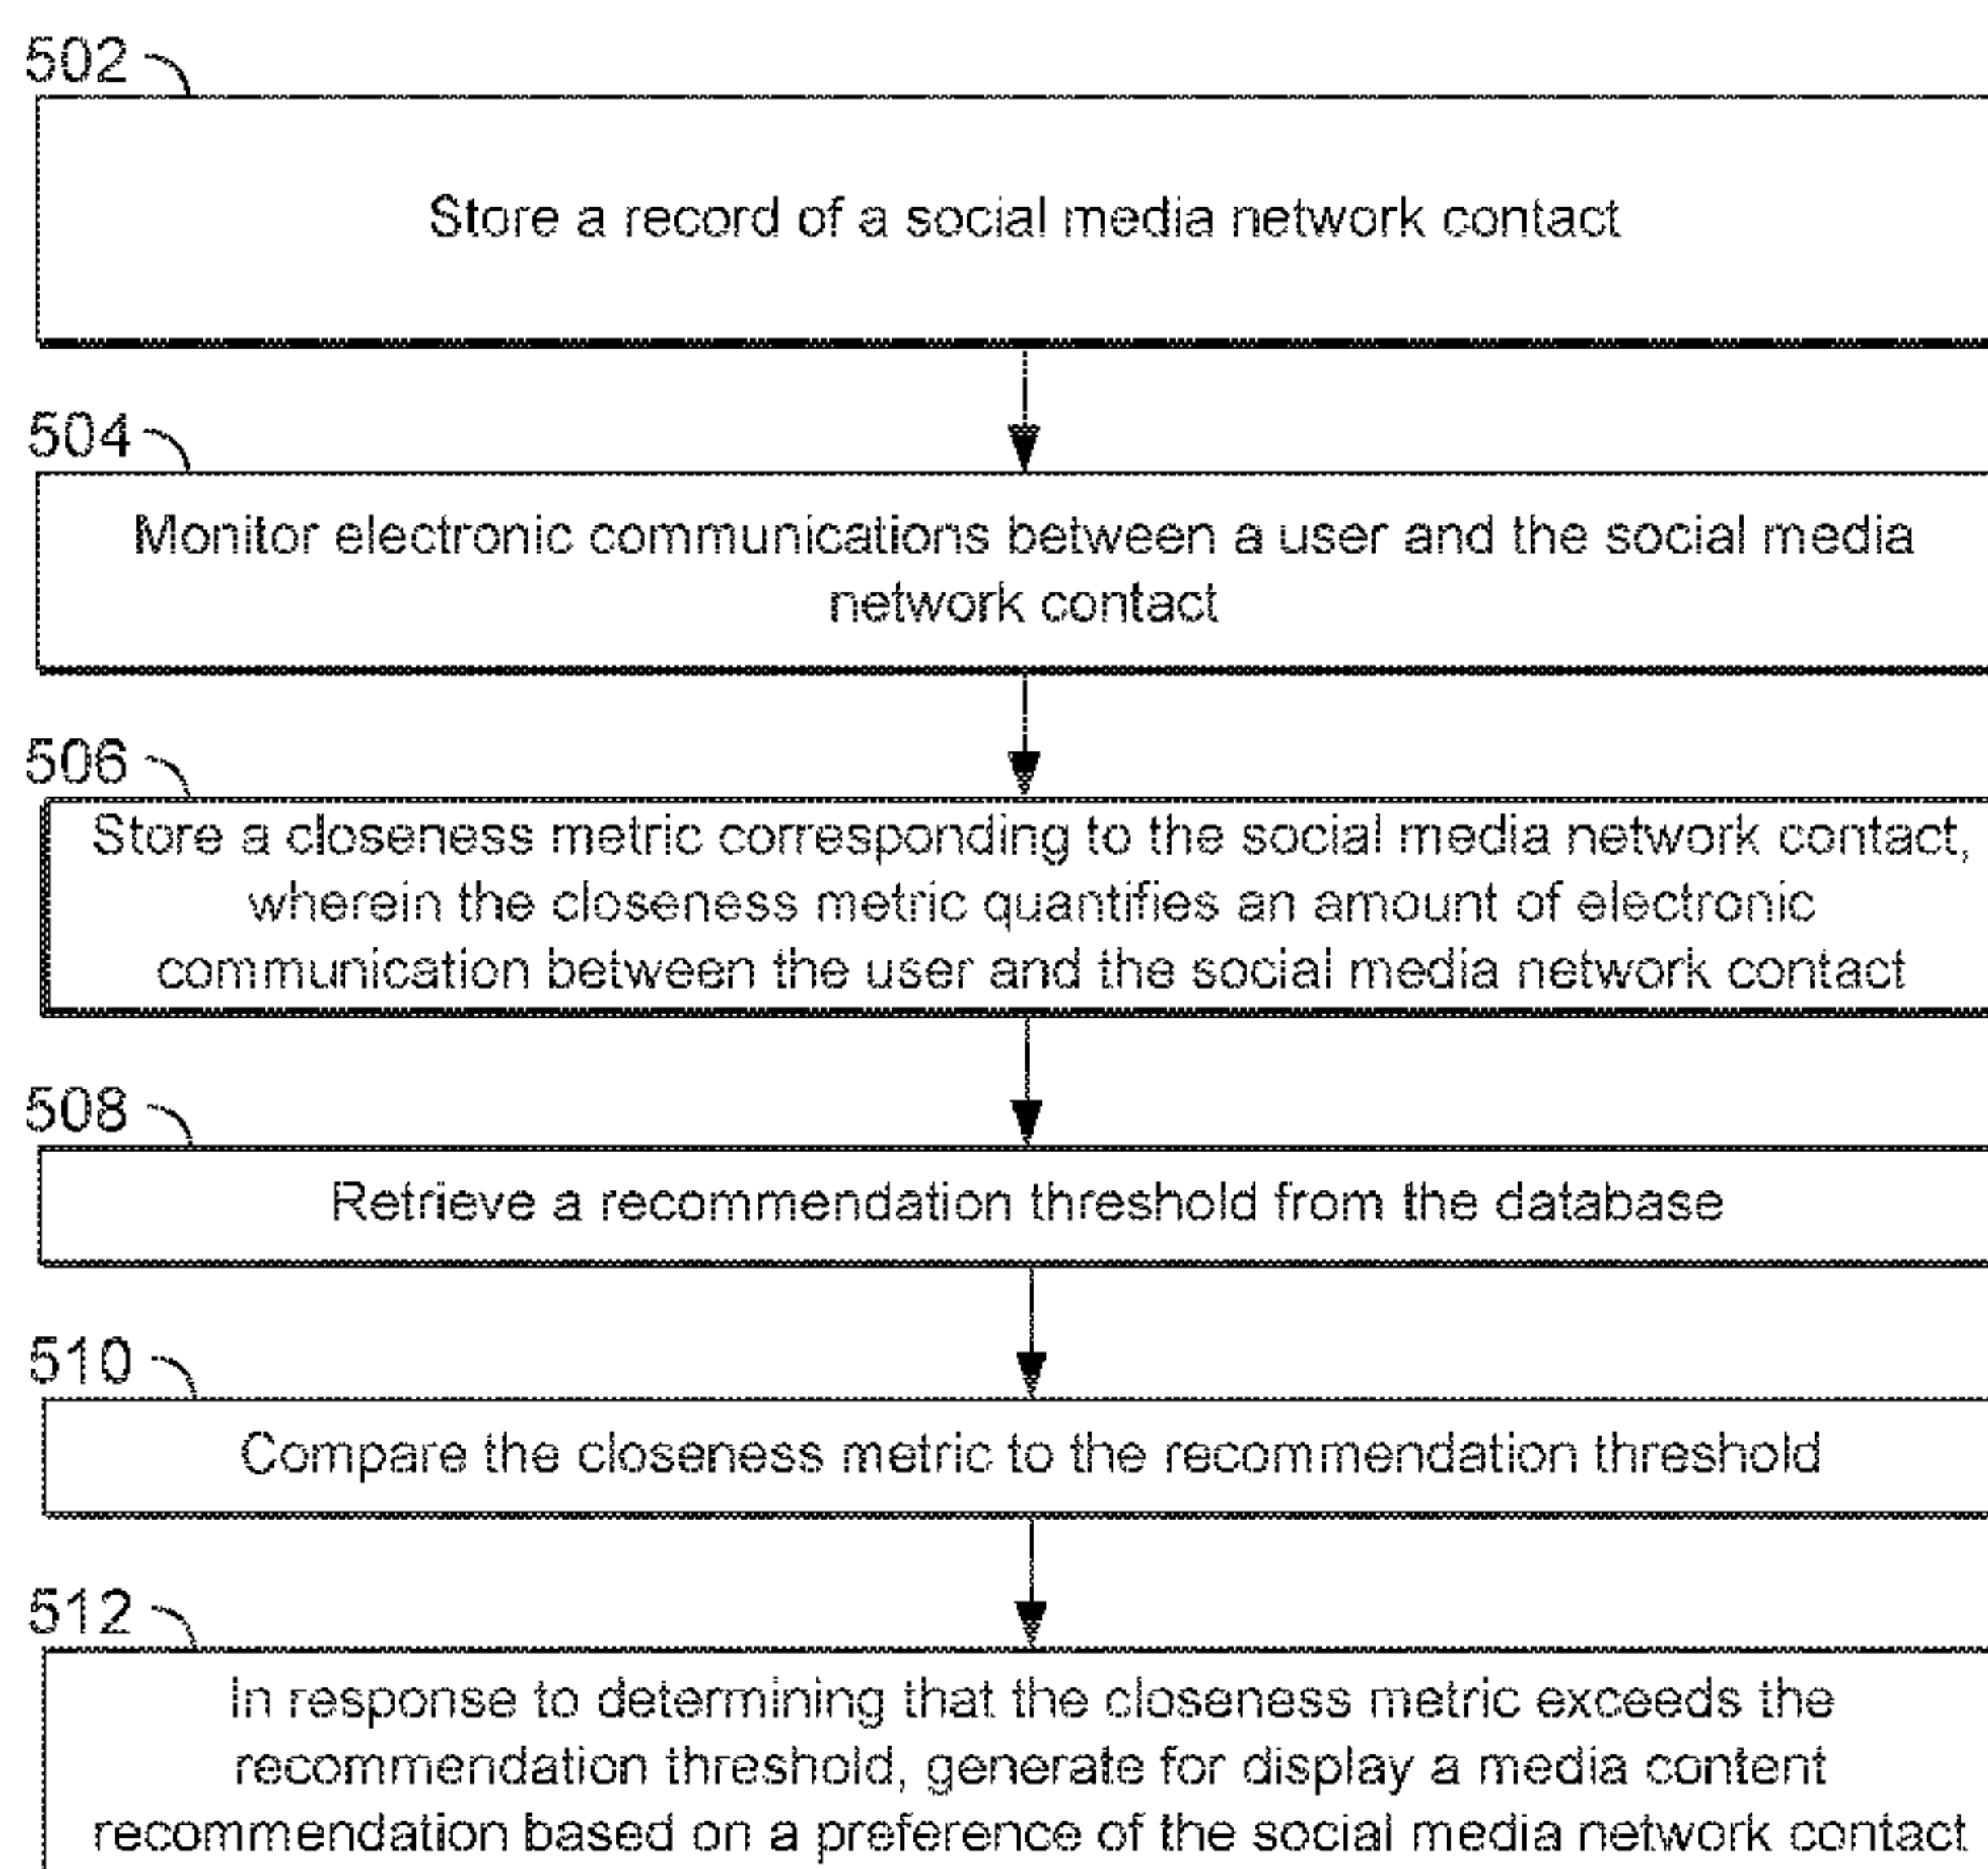 502
Store a record of a social media network contact
504
Monitor electronic communications between a user and the social media
network contact
506
Store a closeness metric corresponding to the social media network contact,
wherein the closeness metric quantifies an amount of electronic
communication between the user and the social media network contact
508
Retrieve a recommendation threshold from the database
510
Compare the closeness metric to the recommendation threshold
512
In response to determining that the closeness metric exceeds the
recommendation threshold, generate for display a media content
recommendation based on a preference of the social media network contact